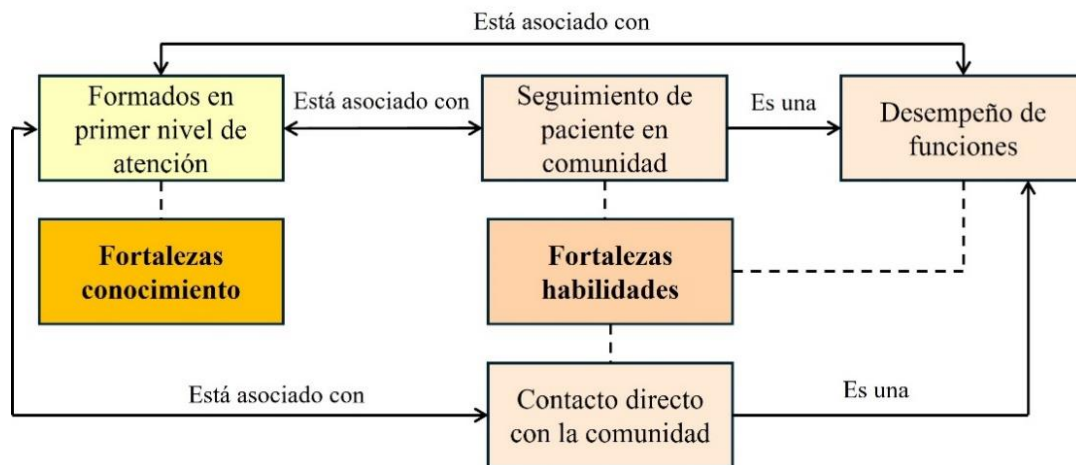 Está asociado con
Formados en
primer nivel de
atención
Está asociado con
Seguimiento de
paciente en
comunidad
Es una
Desempeño de
funciones
Fortalezas
conocimiento
Fortalezas
habilidades
Está asociado con
Contacto directo
con la comunidad
Es una